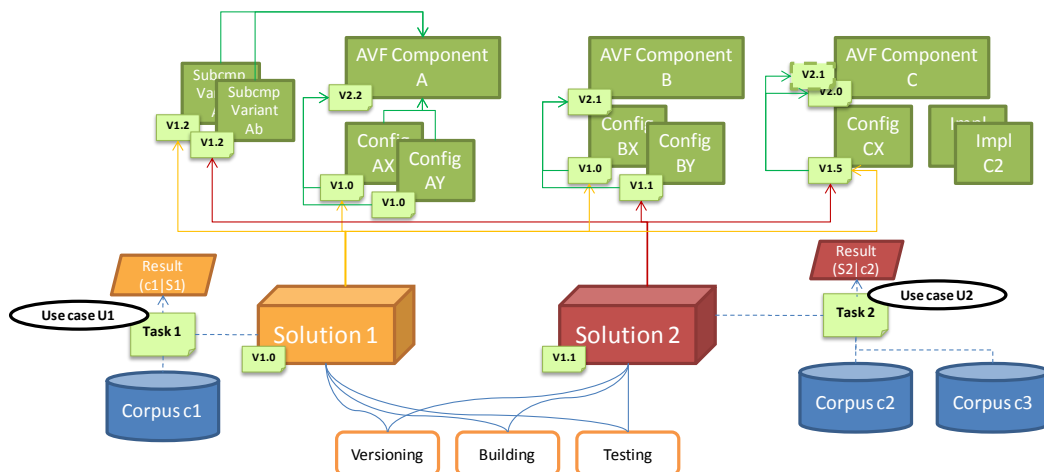 AVF Component
A
AVF Component
B
AVF Component
C
V2.1
V2.0
Subcmp
Subcmp
Variant
Ab
V2.2
V2.1
V1.2
V1.2
Config
AX
Config
AY
Config
BX
Config
BY
Config
CX
Impl
C2
V1.0
V1.0
V1.0
V1.1
V1.5
Result
(c1|S1)
Result
(S2|c2)
Use case U1
Use case U2
Task 1
Task 2
Solution 1
Solution 2
V1.0
V1.1
Corpus c1
Corpus c2
Corpus c3
Versioning
Building
Testing